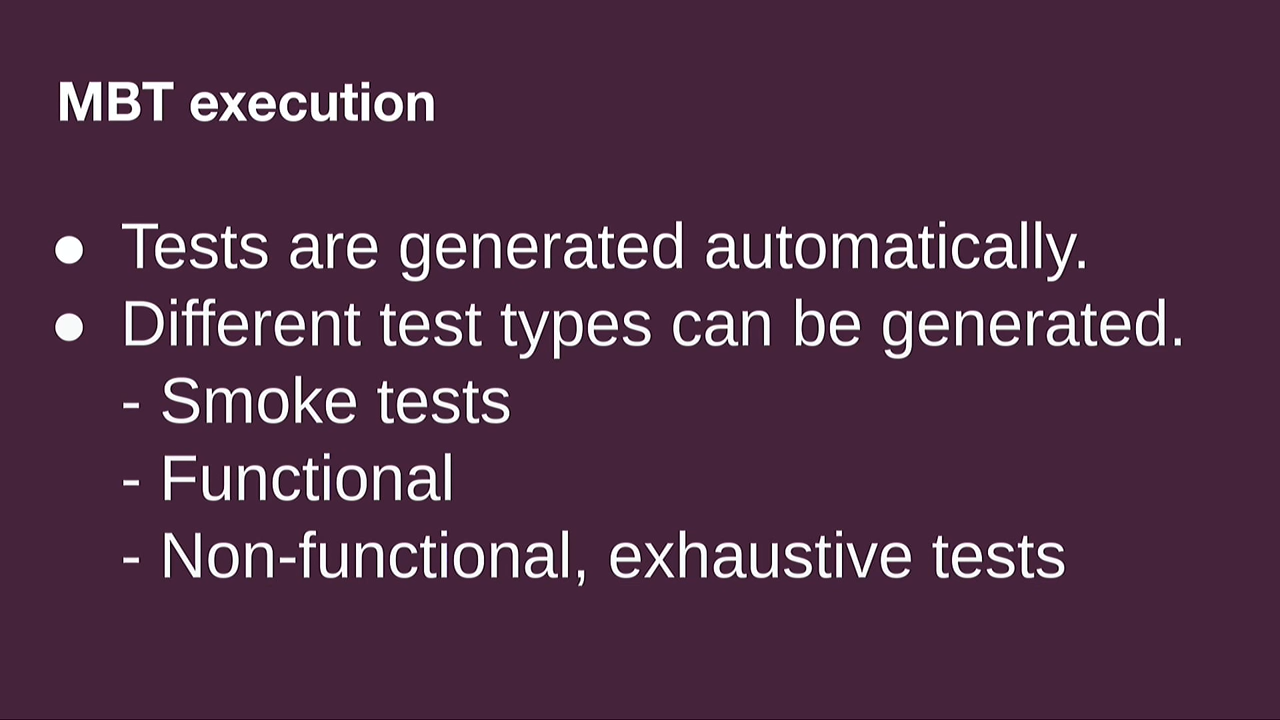 MBT execution
● Tests are generated automatically.
● Different test types can be generated.
- Smoke tests
- Functional
- Non-functional, exhaustive tests